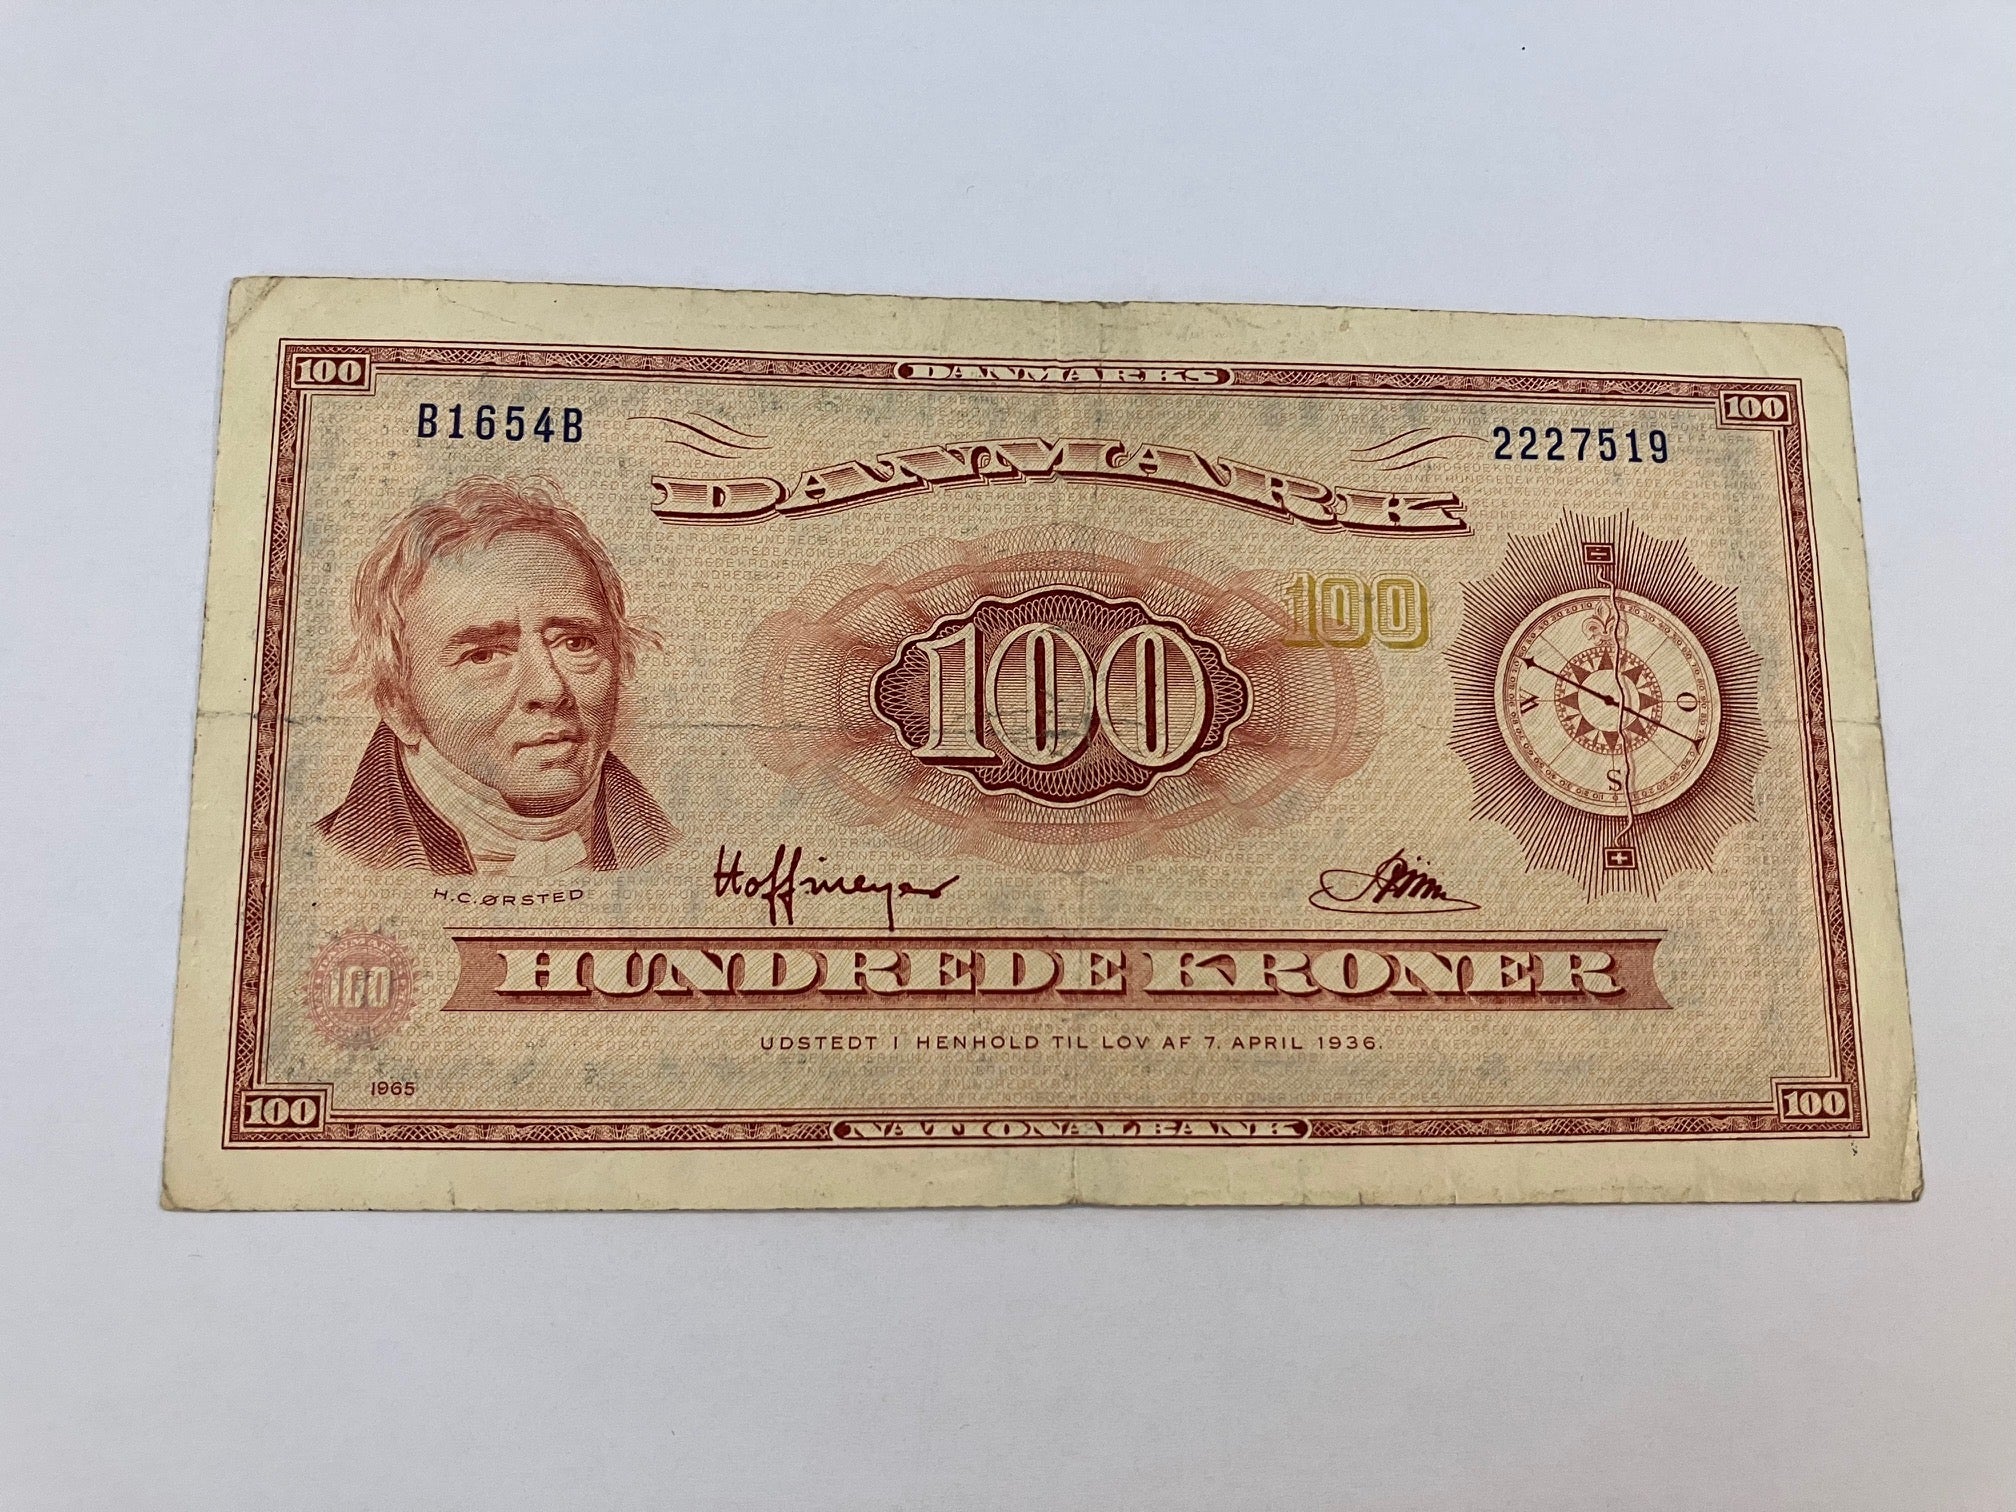 100
DANMARKS
100
B1654B
2227519
DANMARK
100
100
W
O
S
H.C.ØRSTED
Hoffmeyer
100
HUNDREDE KRONER
UDSTEDT I HENHOLD TIL LOV AF 7. APRIL 1936.
1965
100
NATIONALBANK
100